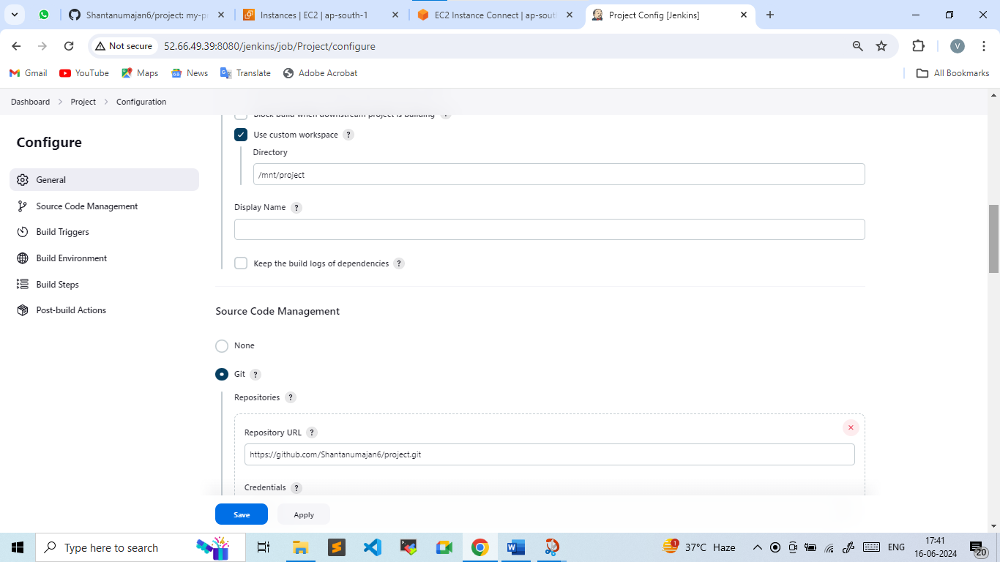 Shantanumajan6/project: my-pr
Instances | EC2 | ap-south-1
EC2 Instance Connect | ap-sout
Project Config [Jenkins]
Not secure
52.66.49.39:8080/jenkins/job/Project/configure
V
Gmail
YouTube
Maps
News
Translate
Adobe Acrobat
All Bookmarks
Dashboard
Project
Configuration
Block build when downstream project is building ?
Configure
General
Source Code Management
Build Triggers
Build Environment
Build Steps
Post-build Actions
Use custom workspace ?
Directory
/mnt/project
Display Name ?
Keep the build logs of dependencies ?
Source Code Management
None
Git ?
Repositories ?
Repository URL ?
https://github.com/Shantanumajan6/project.git
Credentials ?
Save
Apply
Type here to search
1
37°C Haze
ENG
17:41
16-06-2024
20